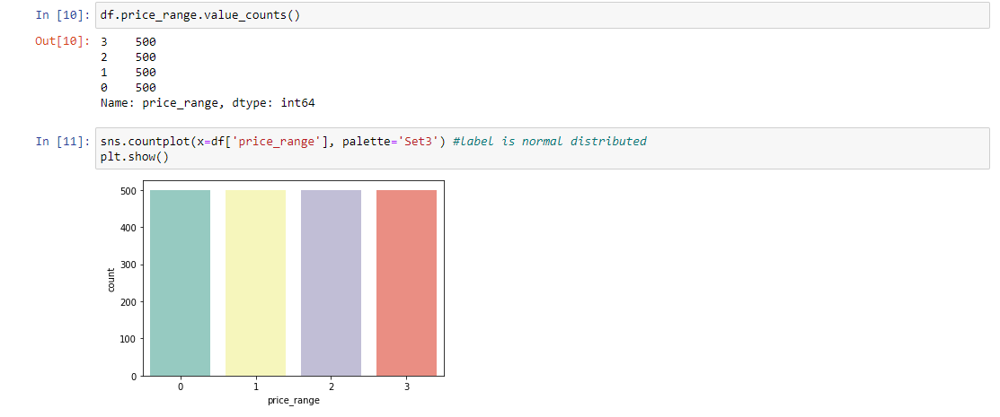 In [10]: df.price_range.value_counts()
Out[10]: 3    500
2    500
1    500
0    500
Name: price_range, dtype: int64
In [11]: sns.countplot(x=df['price_range'], palette='Set3') #label is normal distributed
plt.show()
500
400
300
200
100
0
count
0 1 2 3
price_range